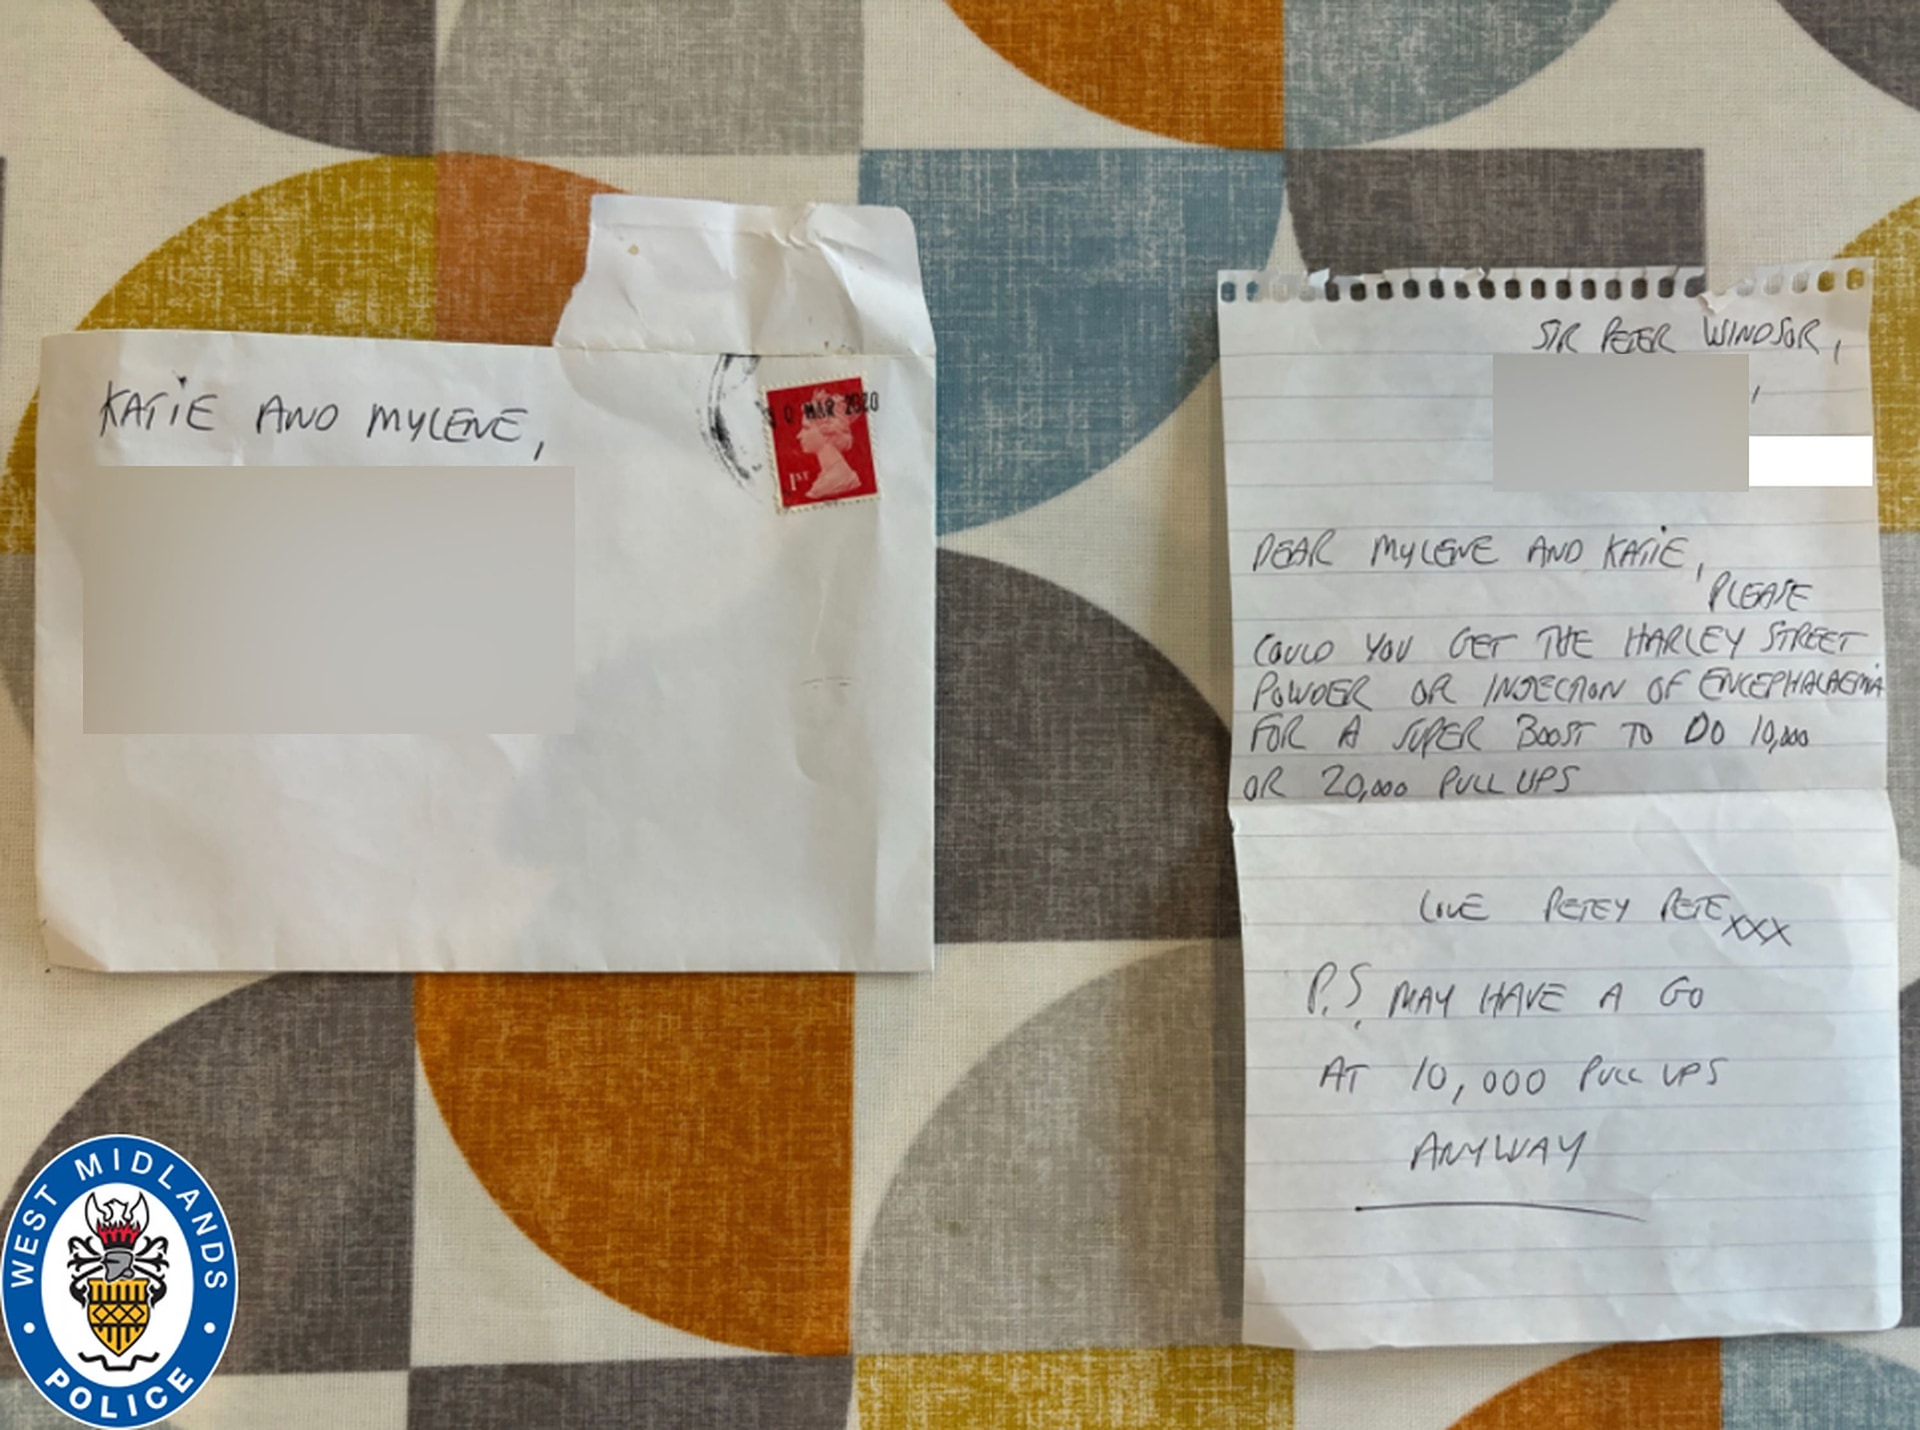 KATIE AND MYLENE,
MAR 2020
1ST
SIR PETER WINDSOR,
,
DEAR MYLENE AND KATIE,
PLEASE
COULD YOU GET THE HARLEY STREET
POWDER OR INJECTION OF ENCEPHALAEMIA
FOR A SUPER BOOST TO DO 10,000
OR 20,000 PULL UPS
LOVE PETEY PETE XXX
P.S. MAY HAVE A GO
AT 10,000 PULL UPS
ANYWAY
WEST MIDLANDS
POLICE